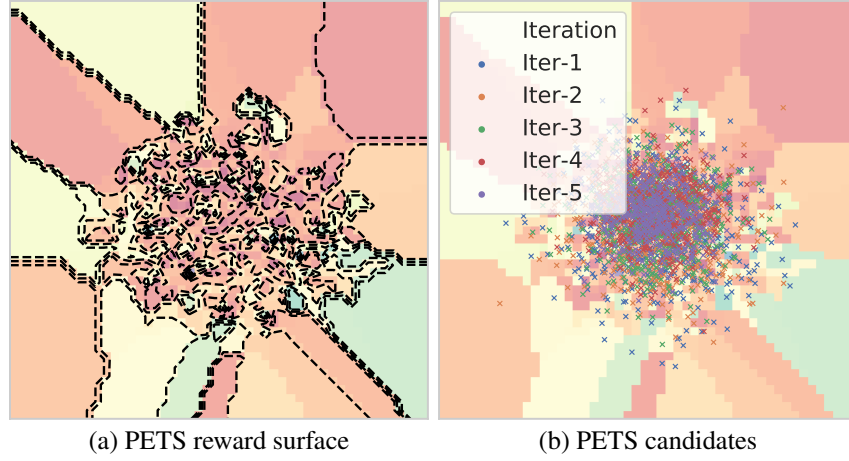 Iteration
Iter-1
Iter-2
Iter-3
Iter-4
Iter-5
(a) PETS reward surface
(b) PETS candidates